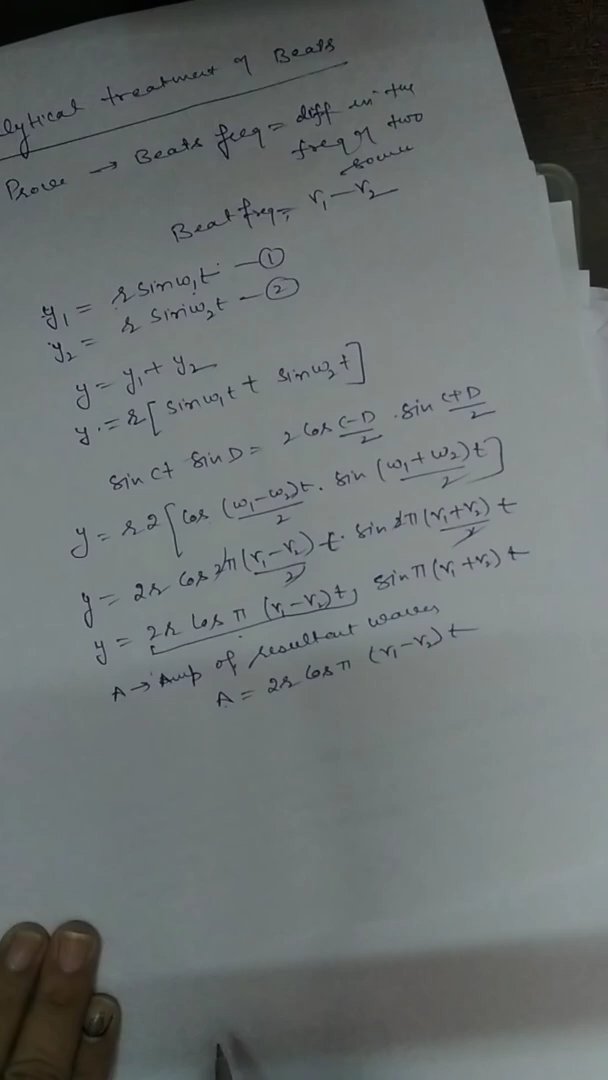 lytical treatment of Beats
Prove → Beats freq = diff in the
freq of two
Beat freq = ν₁ - ν₂
y₁ = r sin ω₁t — ①
y₂ = r sin ω₂t — ②
y = y₁ + y₂
y = r [ sin ω₁t + sin ω₂t ]
sin C + sin D = 2 cos (C-D)/2 . sin (C+D)/2
y = r 2 [ cos (ω₁-ω₂)t/2 . sin (ω₁+ω₂)t/2 ]
y = 2r cos 2π (ν₁-ν₂)/2 t . sin 2π (ν₁+ν₂)/2 t
y = 2r cos π (ν₁-ν₂)t, sin π (ν₁+ν₂)t
A → Amp of resultant waves
A = 2r cos π (ν₁-ν₂) t